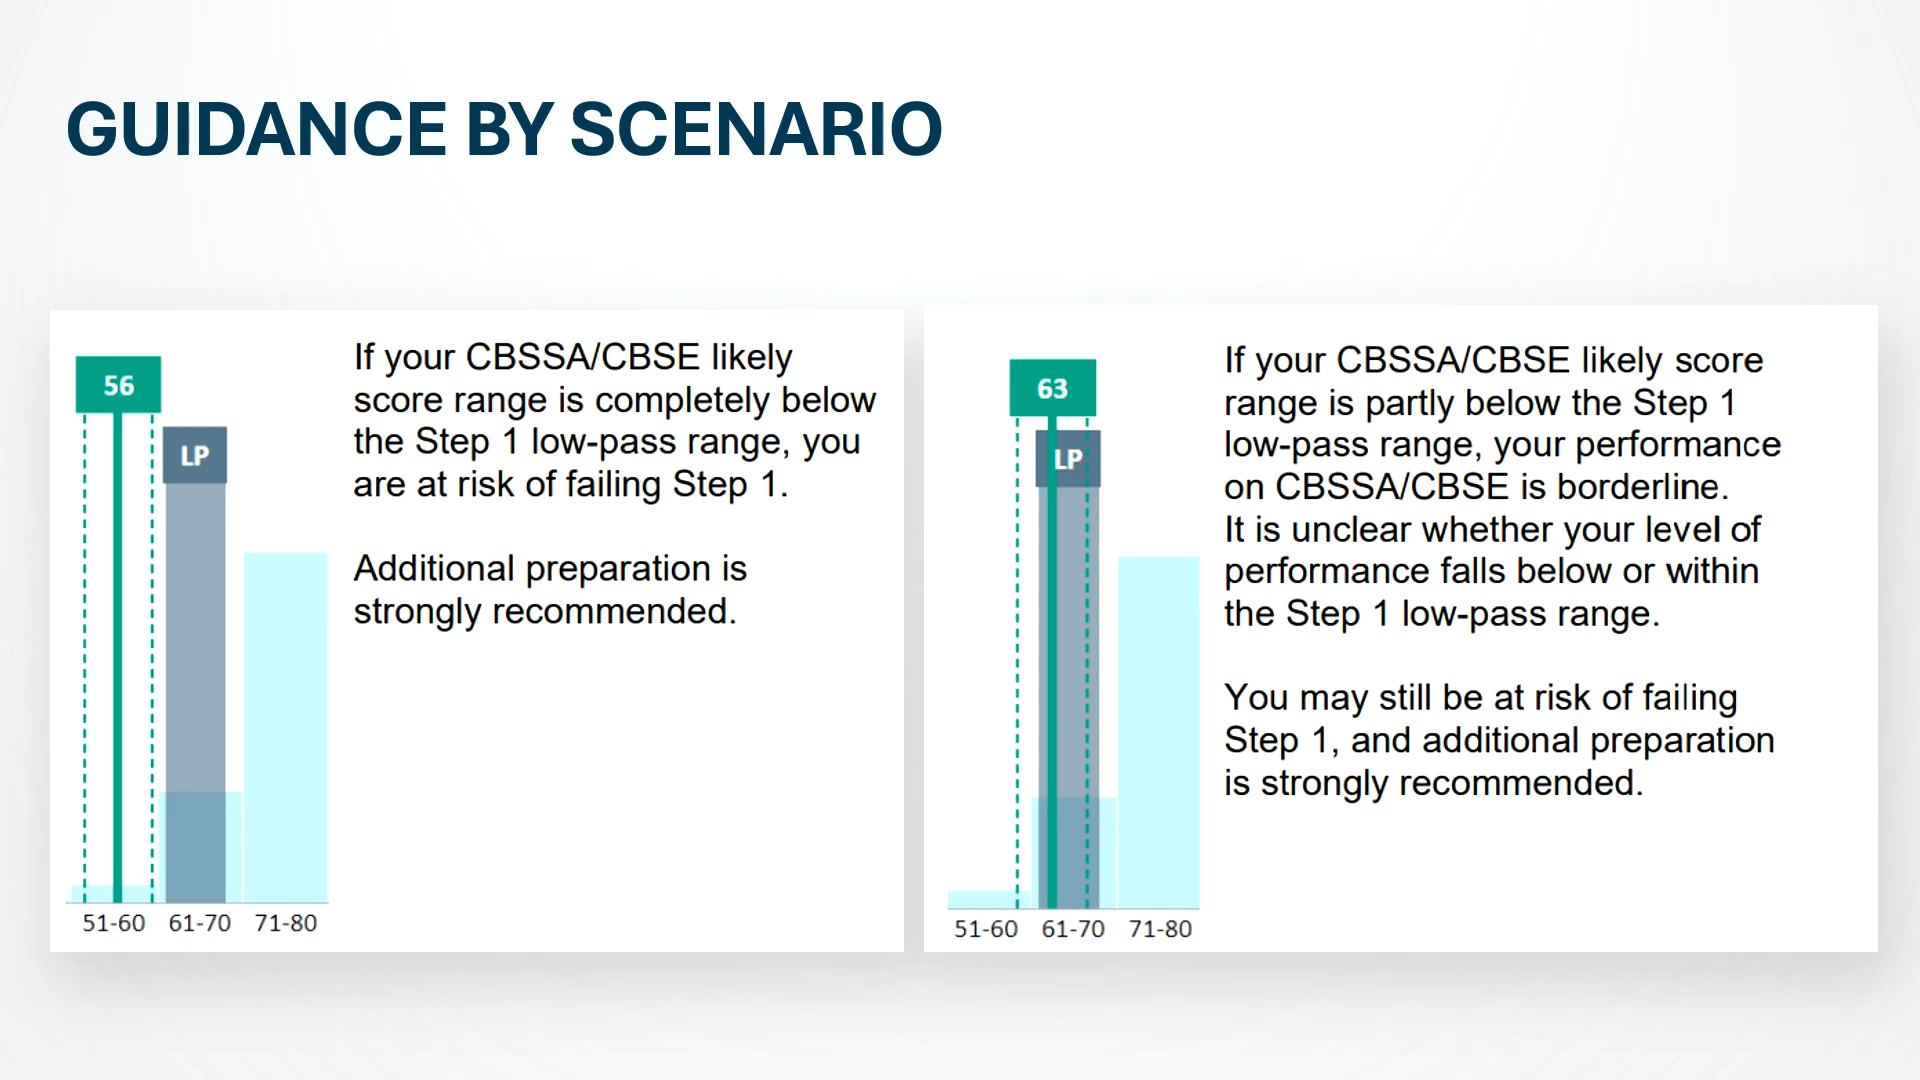 GUIDANCE BY SCENARIO
56
LP
51-60 61-70 71-80
If your CBSSA/CBSE likely
score range is completely below
the Step 1 low-pass range, you
are at risk of failing Step 1.
Additional preparation is
strongly recommended.
63
LP
51-60 61-70 71-80
If your CBSSA/CBSE likely score
range is partly below the Step 1
low-pass range, your performance
on CBSSA/CBSE is borderline.
It is unclear whether your level of
performance falls below or within
the Step 1 low-pass range.
You may still be at risk of failing
Step 1, and additional preparation
is strongly recommended.